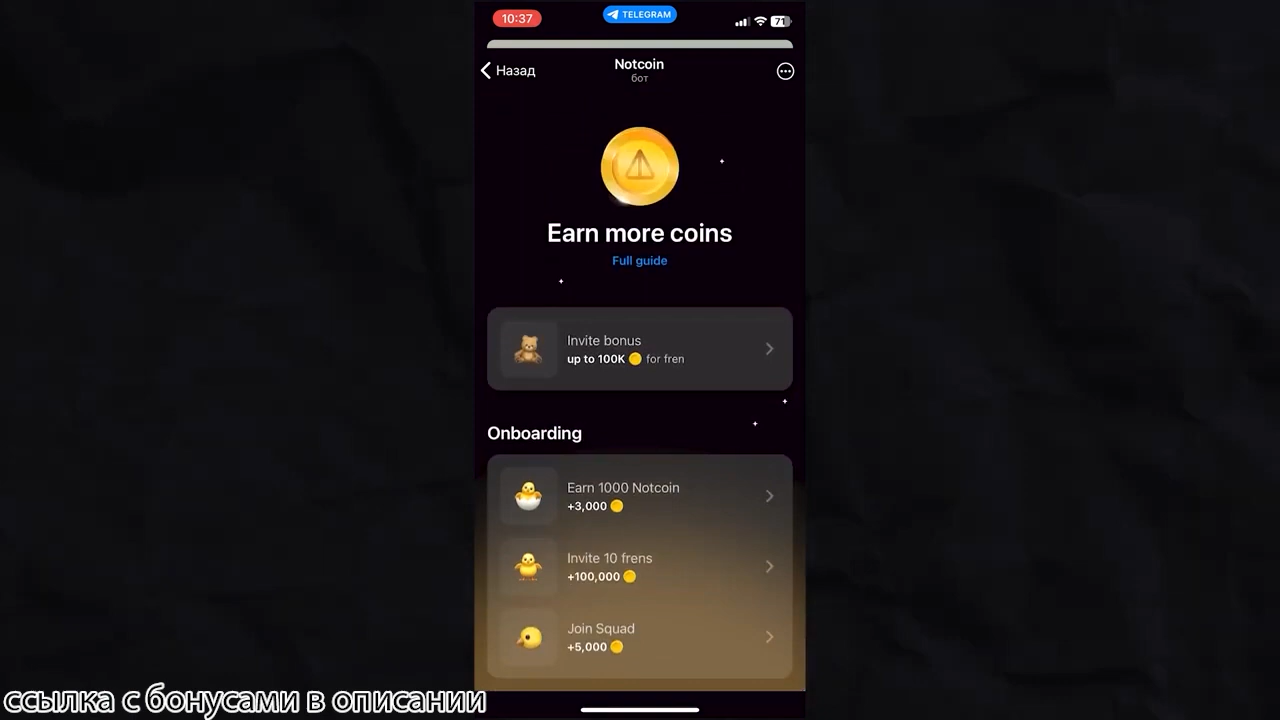 10:37
TELEGRAM
71
Назад
Notcoin
бот
Earn more coins
Full guide
Invite bonus
up to 100K for fren
Onboarding
Earn 1000 Notcoin
+3,000
Invite 10 frens
+100,000
Join Squad
+5,000
ссылка с бонусами в описании